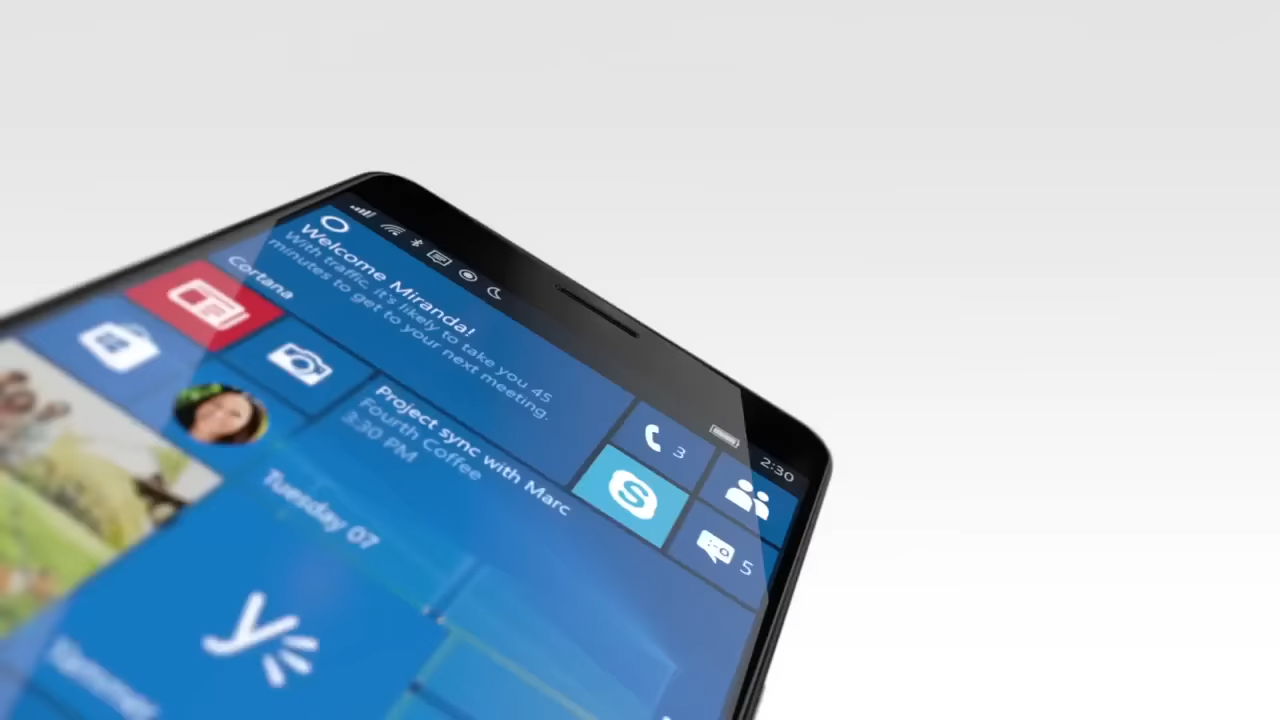 2:30
Welcome Miranda!
With traffic, it's likely to take you 45
minutes to get to your next meeting.
Cortana
3
5
Project sync with Marc
Fourth Coffee
3:30 PM
Tuesday 07
Yammer